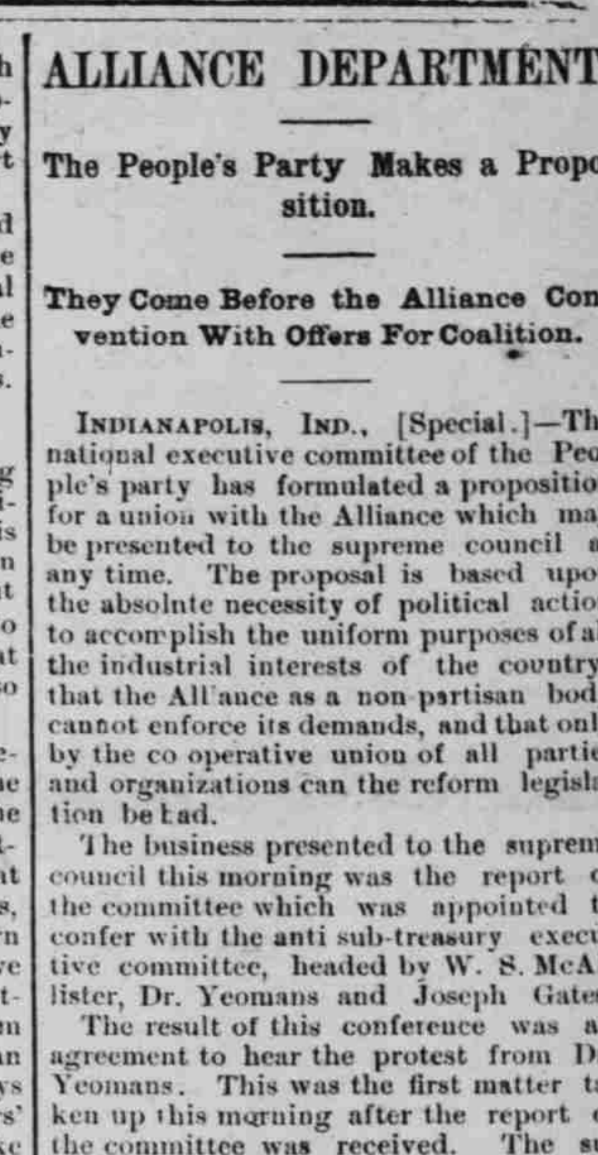 ALLIANCE DEPARTMENT
The People's Party Makes a Propo
sition.
They Come Before the Alliance Con
vention With Offers For Coalition.
INDIANAPOLIS, IND., [Special.]—Th
national executive committee of the Peo
ple's party has formulated a propositio
for a union with the Alliance which ma
be presented to the supreme council a
any time. The proposal is based upo
the absolnte necessity of political actio
to accomplish the uniform purposes of al
the industrial interests of the country
that the All'ance as a non partisan bod
cannot enforce its demands, and that onl
by the co operative union of all partie
and organizations can the reform legisla
tion be had.
The business presented to the suprem
council this morning was the report o
the committee which was appointed t
confer with the anti sub-treasury execu
tive committee, headed by W. S. McA
lister, Dr. Yeomans and Joseph Gate
The result of this conference was a
agreement to hear the protest from D
Yeomans. This was the first matter ta
ken up this morning after the report o
the committee was received. The su